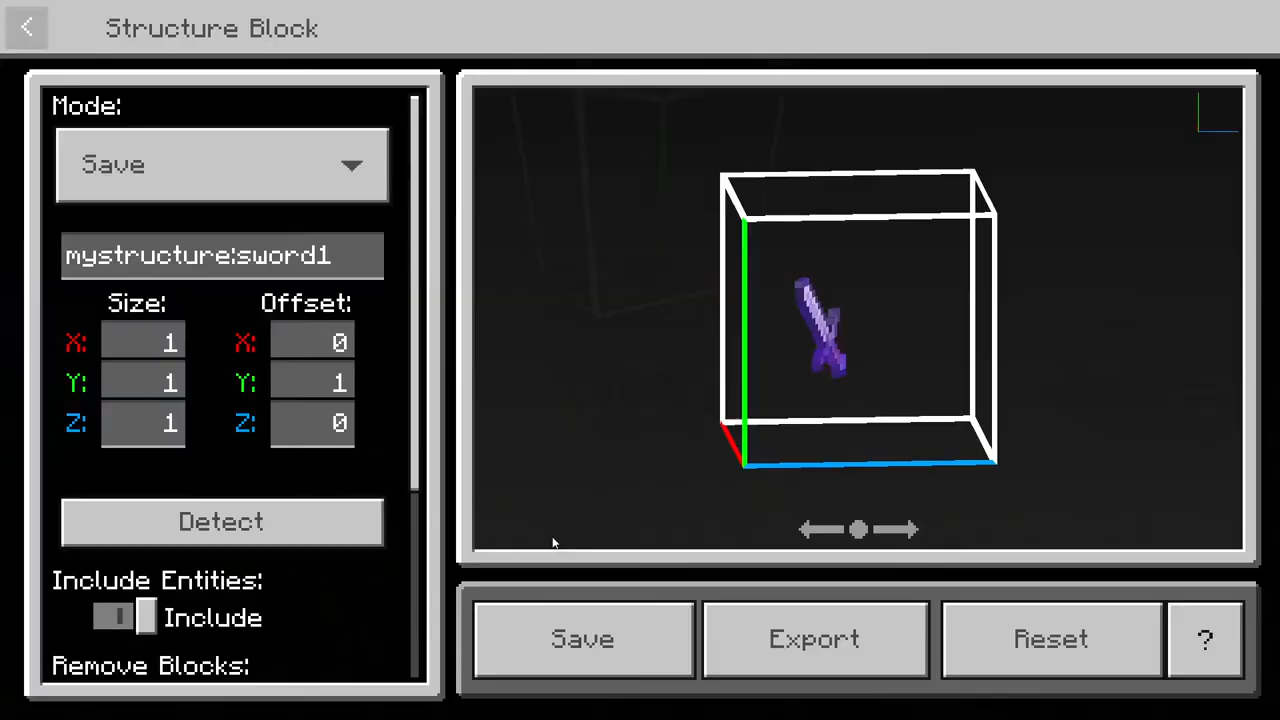 Structure Block
Mode:
Save
mystructure:sword1
Size: Offset:
X: 1 X: 0
Y: 1 Y: 1
Z: 1 Z: 0
Detect
Include Entities:
Include
Remove Blocks:
Save Export Reset ?